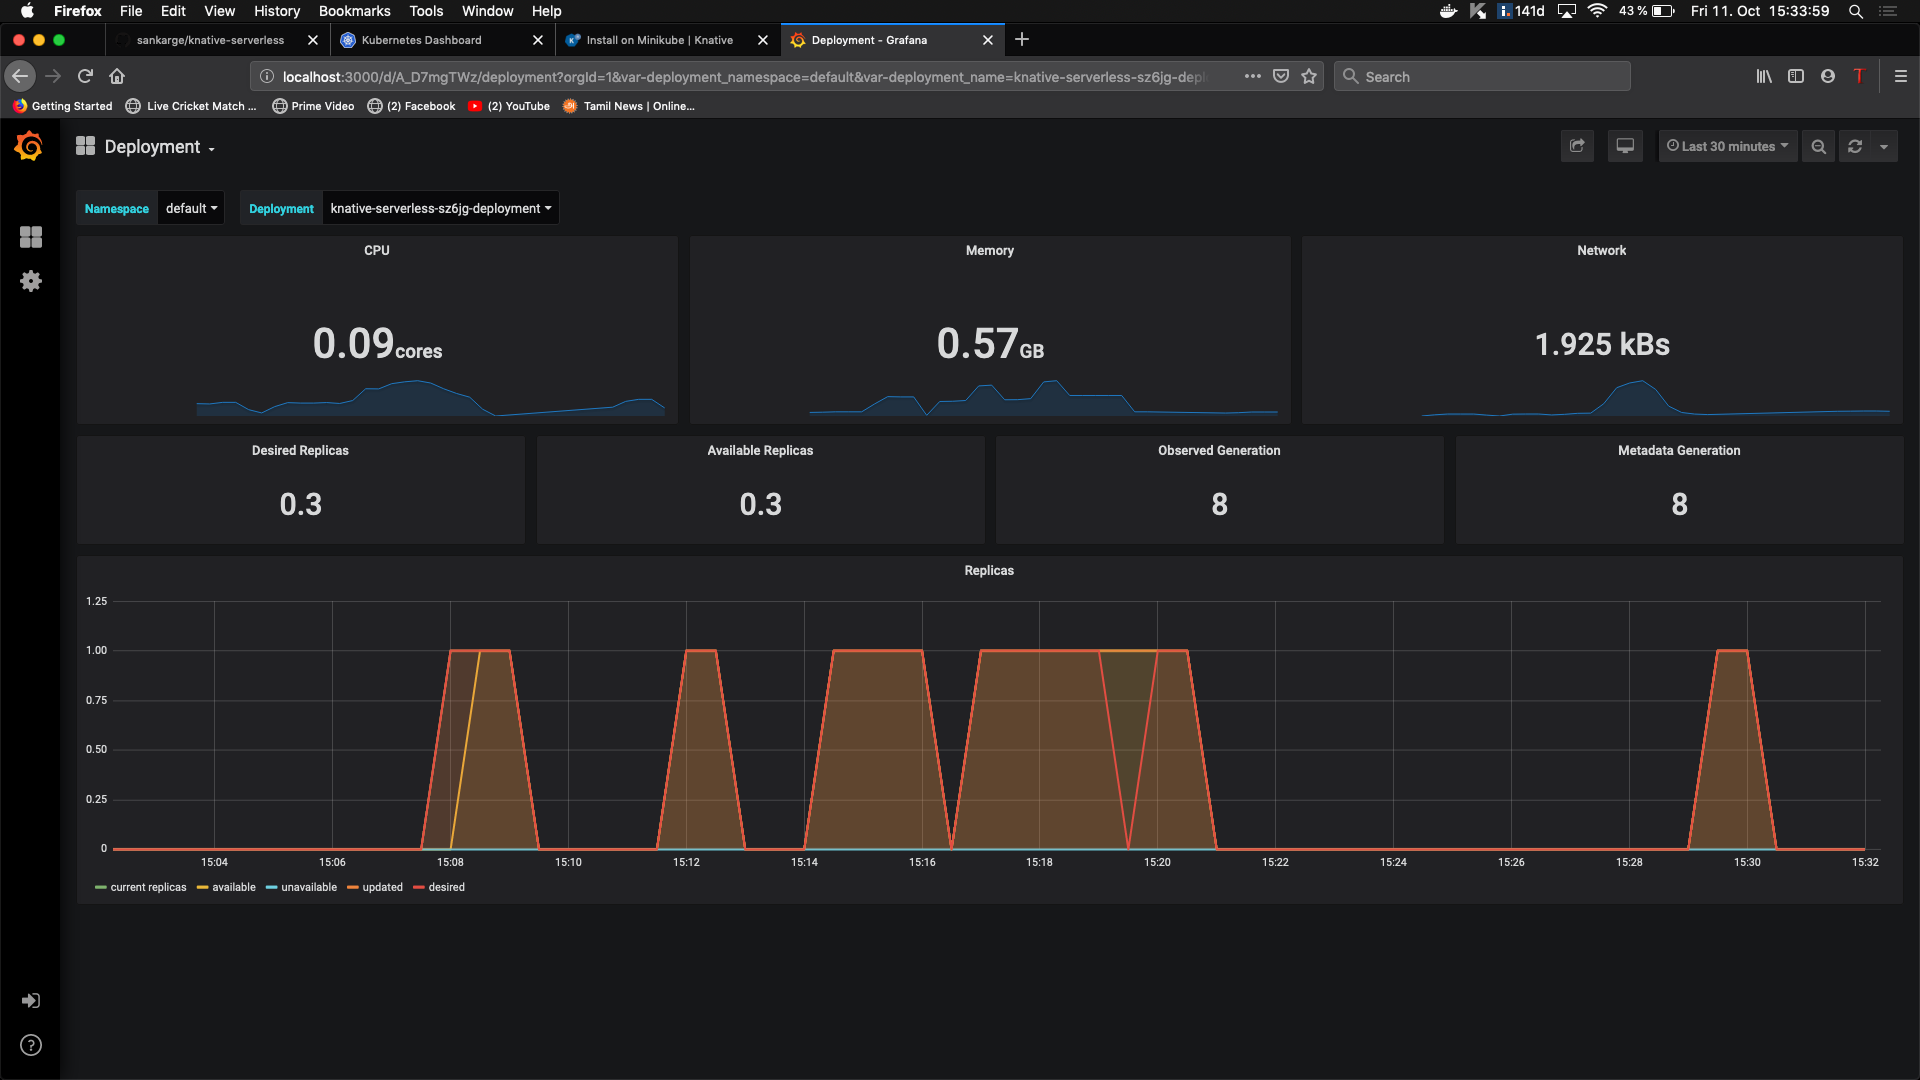 Firefox File Edit View History Bookmarks Tools Window Help 141d 43 % Fri 11. Oct 15:33:59
sankarge/knative-serverless Kubernetes Dashboard Install on Minikube | Knative Deployment - Grafana
localhost:3000/d/A_D7mgTWz/deployment?orgId=1&var-deployment_namespace=default&var-deployment_name=knative-serverless-sz6jg-depl Search
Getting Started Live Cricket Match ... Prime Video (2) Facebook (2) YouTube Tamil News | Online...
Deployment Last 30 minutes
Namespace default Deployment knative-serverless-sz6jg-deployment
CPU Memory Network
0.09cores 0.57GB 1.925 kBs
Desired Replicas Available Replicas Observed Generation Metadata Generation
0.3 0.3 8 8
Replicas
1.25
1.00
0.75
0.50
0.25
0
15:04 15:06 15:08 15:10 15:12 15:14 15:16 15:18 15:20 15:22 15:24 15:26 15:28 15:30 15:32
current replicas available unavailable updated desired